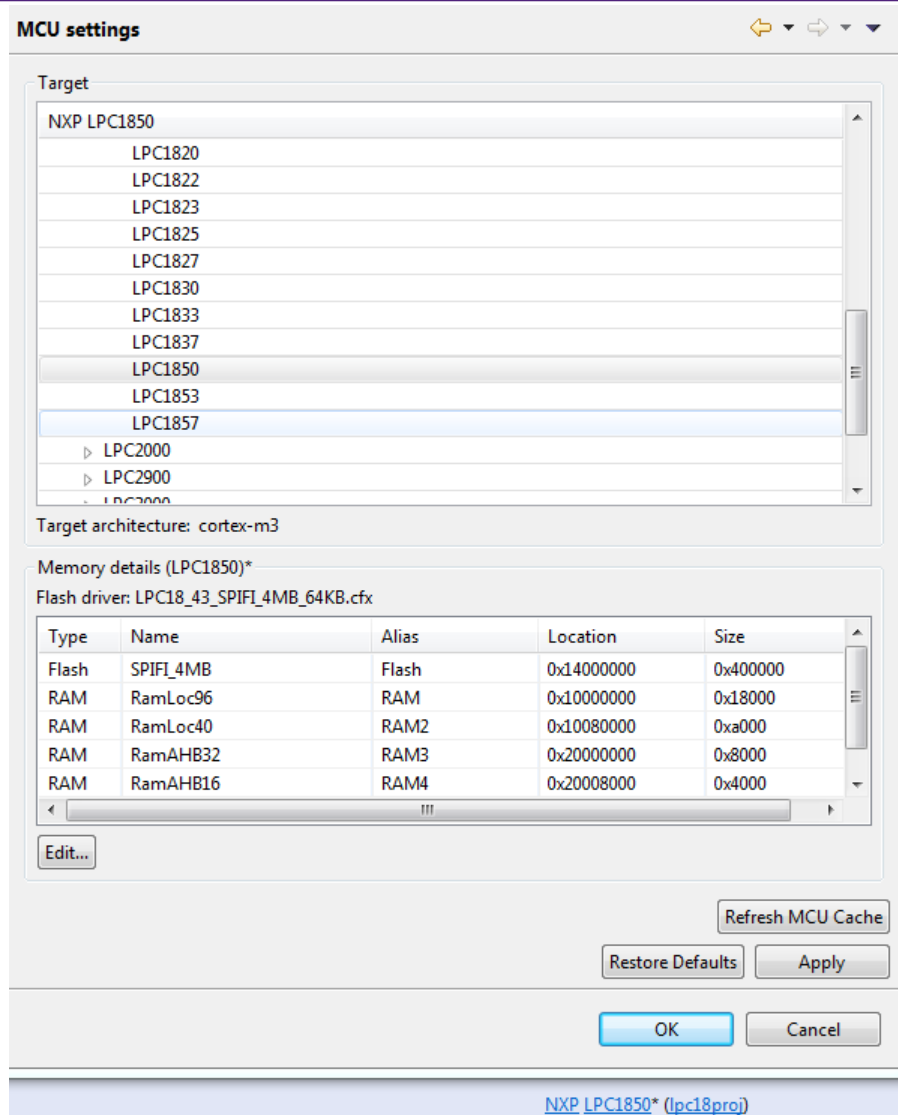 MCU settings
Target
NXP LPC1850
LPC1820
LPC1822
LPC1823
LPC1825
LPC1827
LPC1830
LPC1833
LPC1837
LPC1850
LPC1853
LPC1857
LPC2000
LPC2900
Target architecture: cortex-m3
Memory details (LPC1850)*
Flash driver: LPC18_43_SPIFI_4MB_64KB.cfx
Type Name Alias Location Size
Flash SPIFI_4MB Flash 0x14000000 0x400000
RAM RamLoc96 RAM 0x10000000 0x18000
RAM RamLoc40 RAM2 0x10080000 0xa000
RAM RamAHB32 RAM3 0x20000000 0x8000
RAM RamAHB16 RAM4 0x20008000 0x4000
Edit...
Refresh MCU Cache
Restore Defaults Apply
OK Cancel
NXP LPC1850* (lpc18proj)